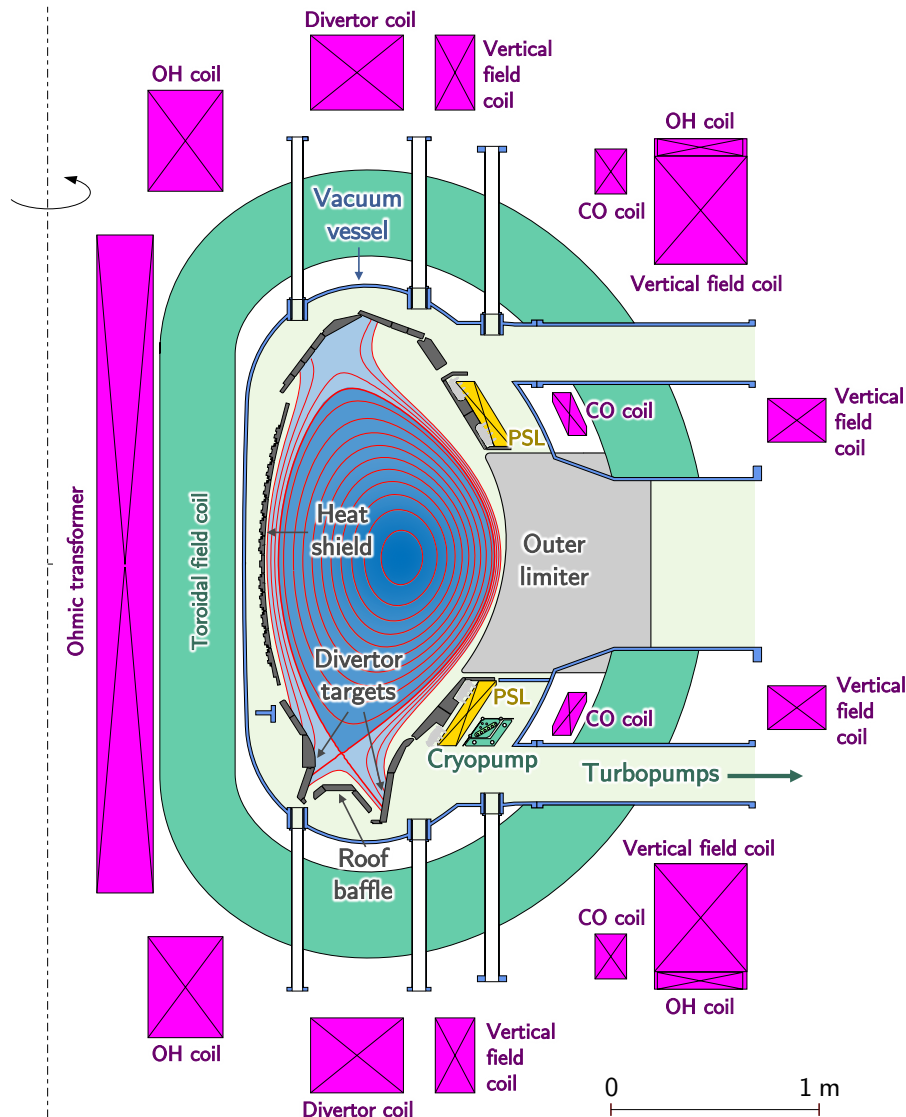 Divertor coil
Vertical
field
coil
OH coil
OH coil
CO coil
Vertical field coil
Vacuum
vessel
Vertical
field
coil
CO coil
PSL
Ohmic transformer
Toroidal field coil
Heat
shield
Outer
limiter
Divertor
targets
PSL
CO coil
Vertical
field
coil
Cryopump
Turbopumps
Roof
baffle
Vertical field coil
CO coil
OH coil
OH coil
Divertor coil
Vertical
field
coil
0
1 m